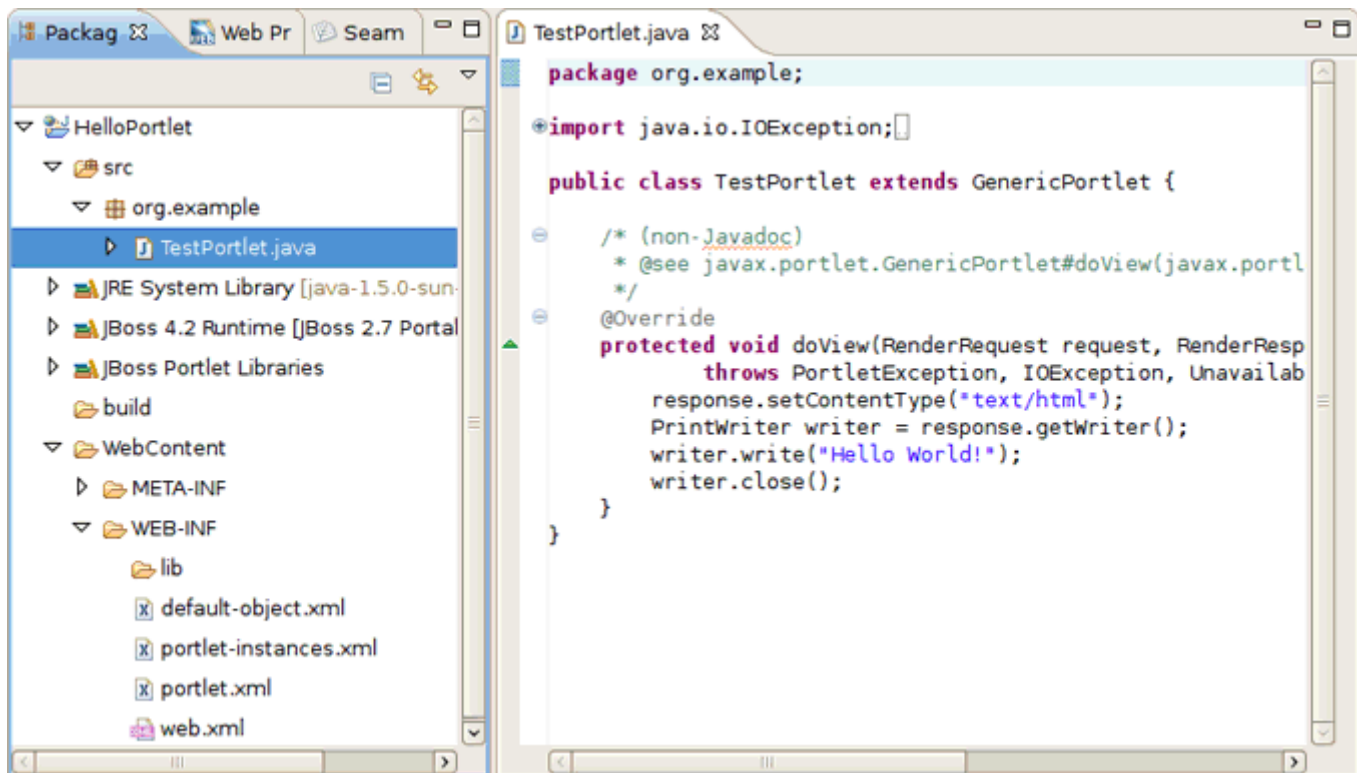 Packag
Web Pr
Seam
HelloPortlet
src
org.example
TestPortlet.java
JRE System Library [java-1.5.0-sun-
JBoss 4.2 Runtime [JBoss 2.7 Portal
JBoss Portlet Libraries
build
WebContent
META-INF
WEB-INF
lib
default-object.xml
portlet-instances.xml
portlet.xml
web.xml
TestPortlet.java
package org.example;
import java.io.IOException;
public class TestPortlet extends GenericPortlet {
/* (non-Javadoc)
* @see javax.portlet.GenericPortlet#doView(javax.portl
*/
@Override
protected void doView(RenderRequest request, RenderResp
throws PortletException, IOException, Unavailab
response.setContentType("text/html");
PrintWriter writer = response.getWriter();
writer.write("Hello World!");
writer.close();
}
}